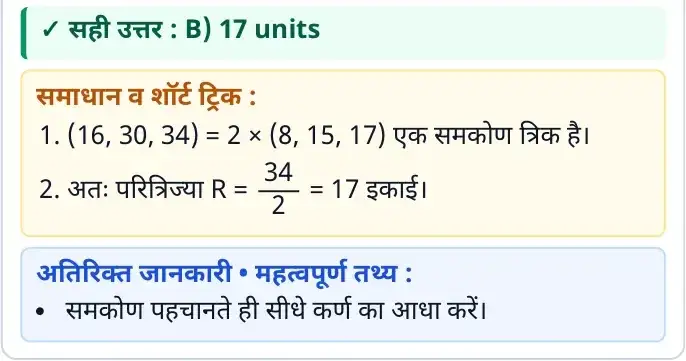 ✓ सही उत्तर : B) 17 units
समाधान व शॉर्ट ट्रिक :
1. (16, 30, 34) = 2 × (8, 15, 17) एक समकोण त्रिक है।
2. अतः परित्रिज्या R = 34/2 = 17 इकाई।
अतिरिक्त जानकारी • महत्वपूर्ण तथ्य :
• समकोण पहचानते ही सीधे कर्ण का आधा करें।